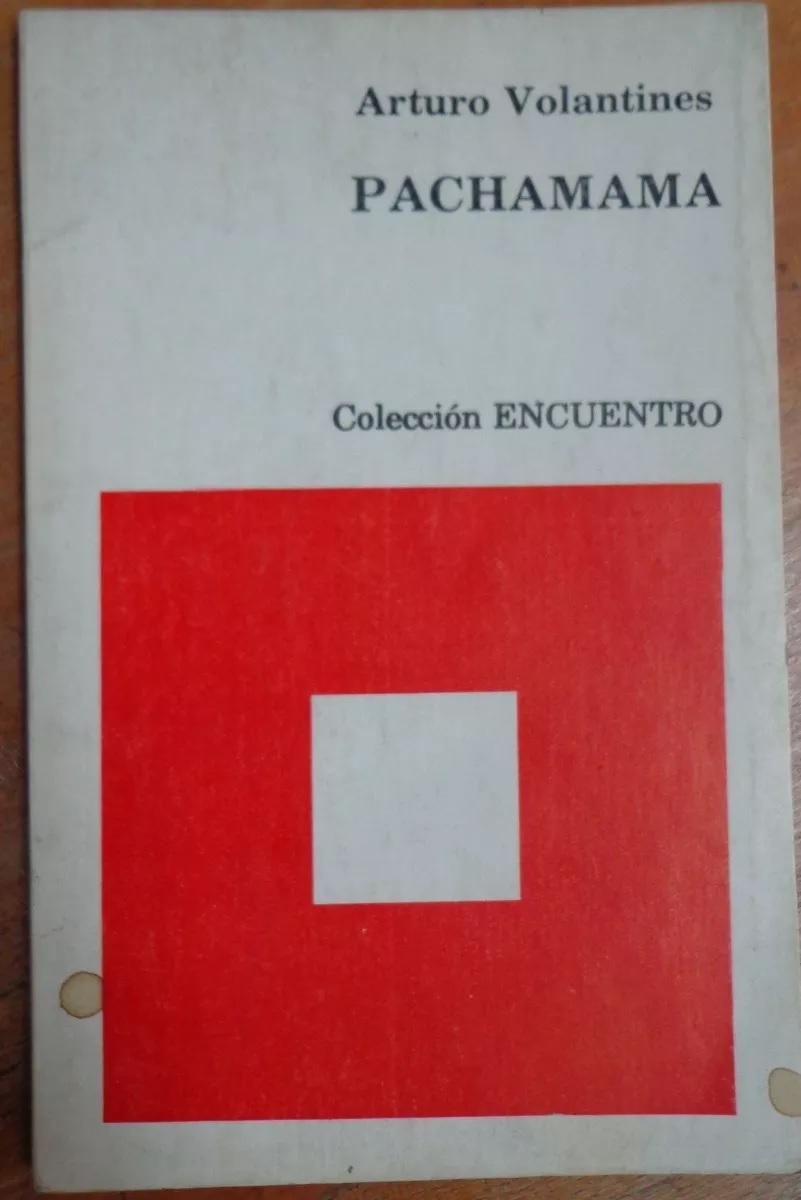 Arturo Volantines
PACHAMAMA
Colección ENCUENTRO